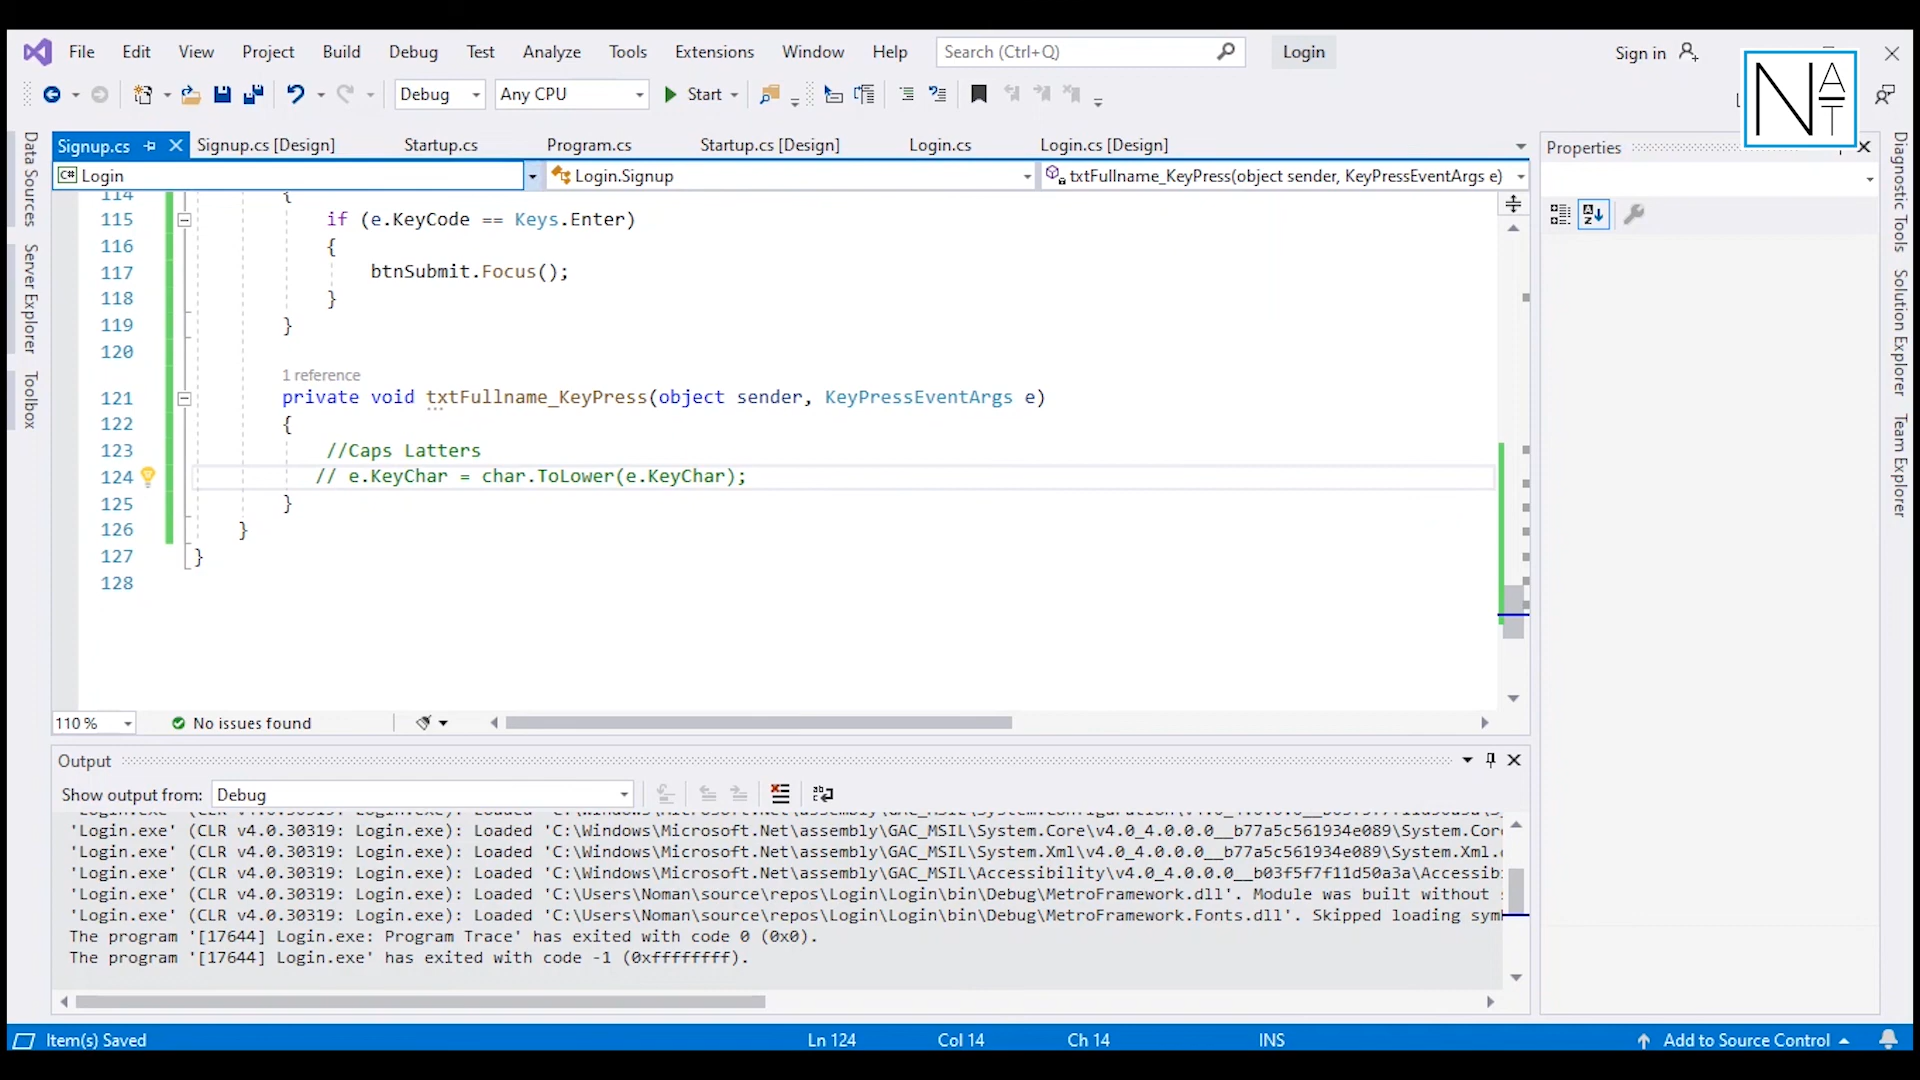 File Edit View Project Build Debug Test Analyze Tools Extensions Window Help Search (Ctrl+Q) Login Sign in
NAT
Debug Any CPU Start
Signup.cs Signup.cs [Design] Startup.cs Program.cs Startup.cs [Design] Login.cs Login.cs [Design]
Properties
C# Login Login.Signup txtFullname_KeyPress(object sender, KeyPressEventArgs e)
Data Sources
Server Explorer
Toolbox
114 {
115 if (e.KeyCode == Keys.Enter)
116 {
117 btnSubmit.Focus();
118 }
119 }
120
1 reference
121 private void txtFullname_KeyPress(object sender, KeyPressEventArgs e)
122 {
123 //Caps Latters
124 // e.KeyChar = char.ToLower(e.KeyChar);
125 }
126 }
127 }
128
110 % No issues found
Diagnostic Tools
Solution Explorer
Team Explorer
Output
Show output from: Debug
'Login.exe' (CLR v4.0.30319: Login.exe): Loaded 'C:\Windows\Microsoft.Net\assembly\GAC_MSIL\System.Core\v4.0_4.0.0.0__b77a5c561934e089\System.Cor
'Login.exe' (CLR v4.0.30319: Login.exe): Loaded 'C:\Windows\Microsoft.Net\assembly\GAC_MSIL\System.Xml\v4.0_4.0.0.0__b77a5c561934e089\System.Xml.
'Login.exe' (CLR v4.0.30319: Login.exe): Loaded 'C:\Windows\Microsoft.Net\assembly\GAC_MSIL\Accessibility\v4.0_4.0.0.0__b03f5f7f11d50a3a\Accessib
'Login.exe' (CLR v4.0.30319: Login.exe): Loaded 'C:\Users\Noman\source\repos\Login\Login\bin\Debug\MetroFramework.dll'. Module was built without
'Login.exe' (CLR v4.0.30319: Login.exe): Loaded 'C:\Users\Noman\source\repos\Login\Login\bin\Debug\MetroFramework.Fonts.dll'. Skipped loading sym
The program '[17644] Login.exe: Program Trace' has exited with code 0 (0x0).
The program '[17644] Login.exe' has exited with code -1 (0xffffffff).
Item(s) Saved Ln 124 Col 14 Ch 14 INS Add to Source Control